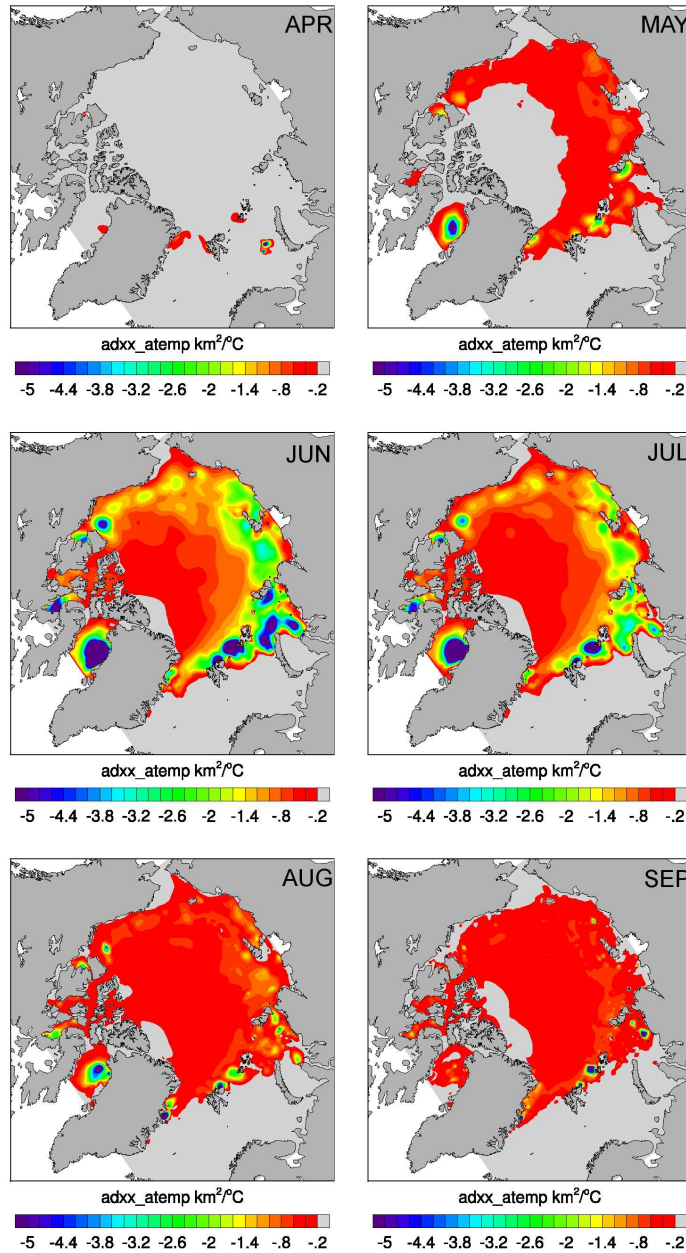 APR MAY
adxx_atemp km²/°C adxx_atemp km²/°C
-5 -4.4 -3.8 -3.2 -2.6 -2 -1.4 -.8 -.2 -5 -4.4 -3.8 -3.2 -2.6 -2 -1.4 -.8 -.2
JUN JUL
adxx_atemp km²/°C adxx_atemp km²/°C
-5 -4.4 -3.8 -3.2 -2.6 -2 -1.4 -.8 -.2 -5 -4.4 -3.8 -3.2 -2.6 -2 -1.4 -.8 -.2
AUG SEP
adxx_atemp km²/°C adxx_atemp km²/°C
-5 -4.4 -3.8 -3.2 -2.6 -2 -1.4 -.8 -.2 -5 -4.4 -3.8 -3.2 -2.6 -2 -1.4 -.8 -.2